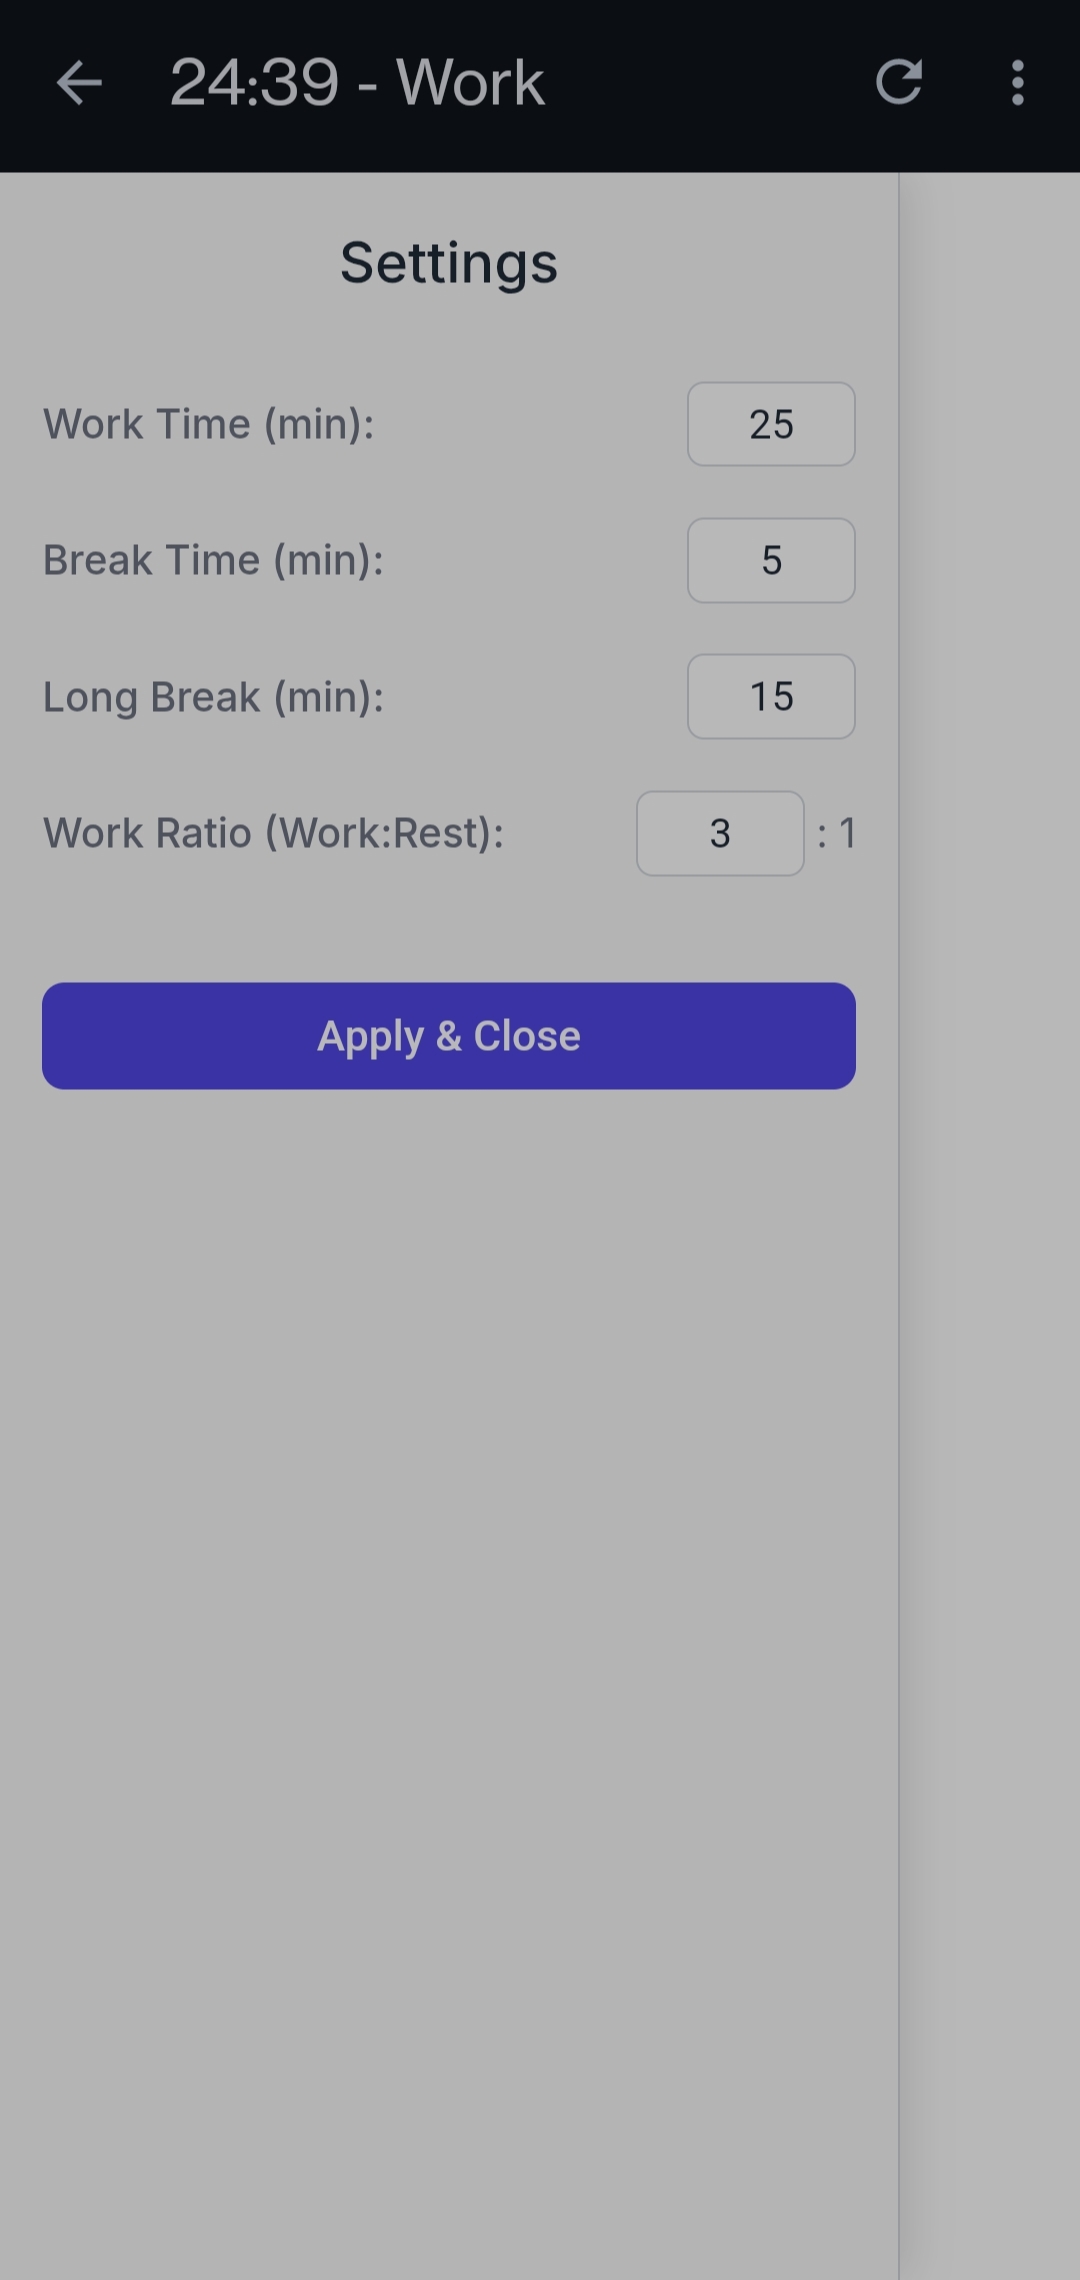 24:39 - Work
Settings
Work Time (min): 25
Break Time (min): 5
Long Break (min): 15
Work Ratio (Work:Rest): 3 : 1
Apply & Close